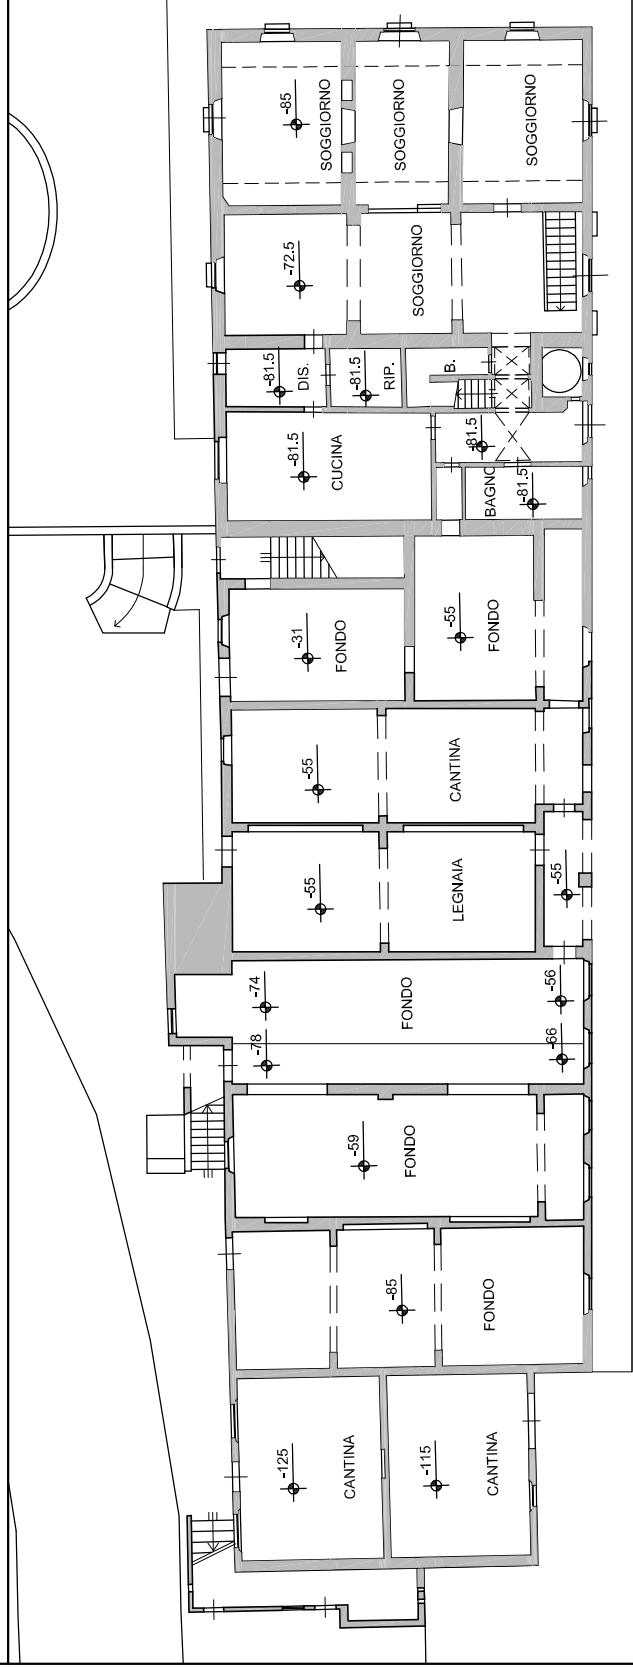 -85
SOGGIORNO
SOGGIORNO
SOGGIORNO
-72.5
SOGGIORNO
-81.5
DIS.
-81.5
RIP.
B.
-81.5
CUCINA
-81.5
BAGNO
-81.5
-31
FONDO
-55
FONDO
-55
CANTINA
-55
LEGNAIA
-55
-74
FONDO
-56
-78
-66
-59
FONDO
-85
FONDO
-125
CANTINA
-115
CANTINA